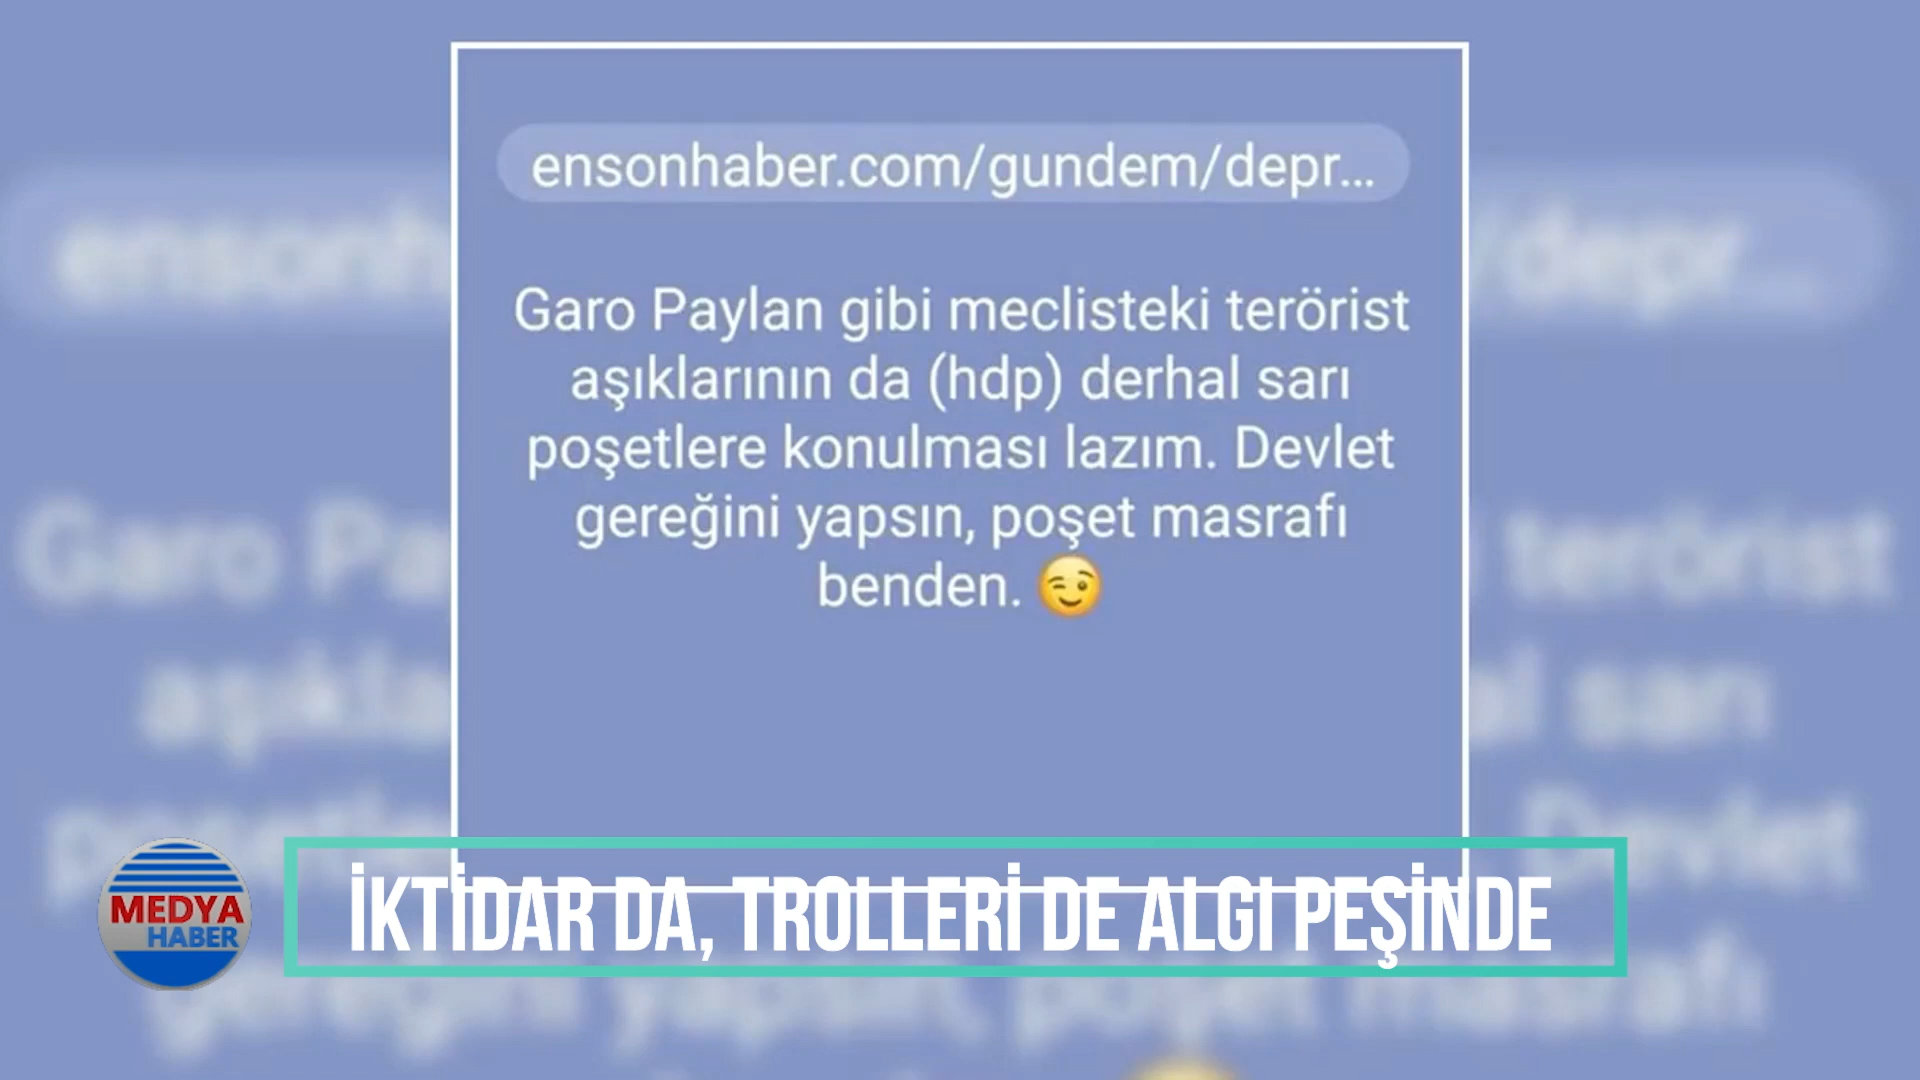 ensonhaber.com/gundem/depr...
Garo Paylan gibi meclisteki terörist
aşıklarının da (hdp) derhal sarı
poşetlere konulması lazım. Devlet
gereğini yapsın, poşet masrafı
benden. 😉
MEDYA
HABER
İKTİDAR DA, TROLLERİ DE ALGI PEŞİNDE